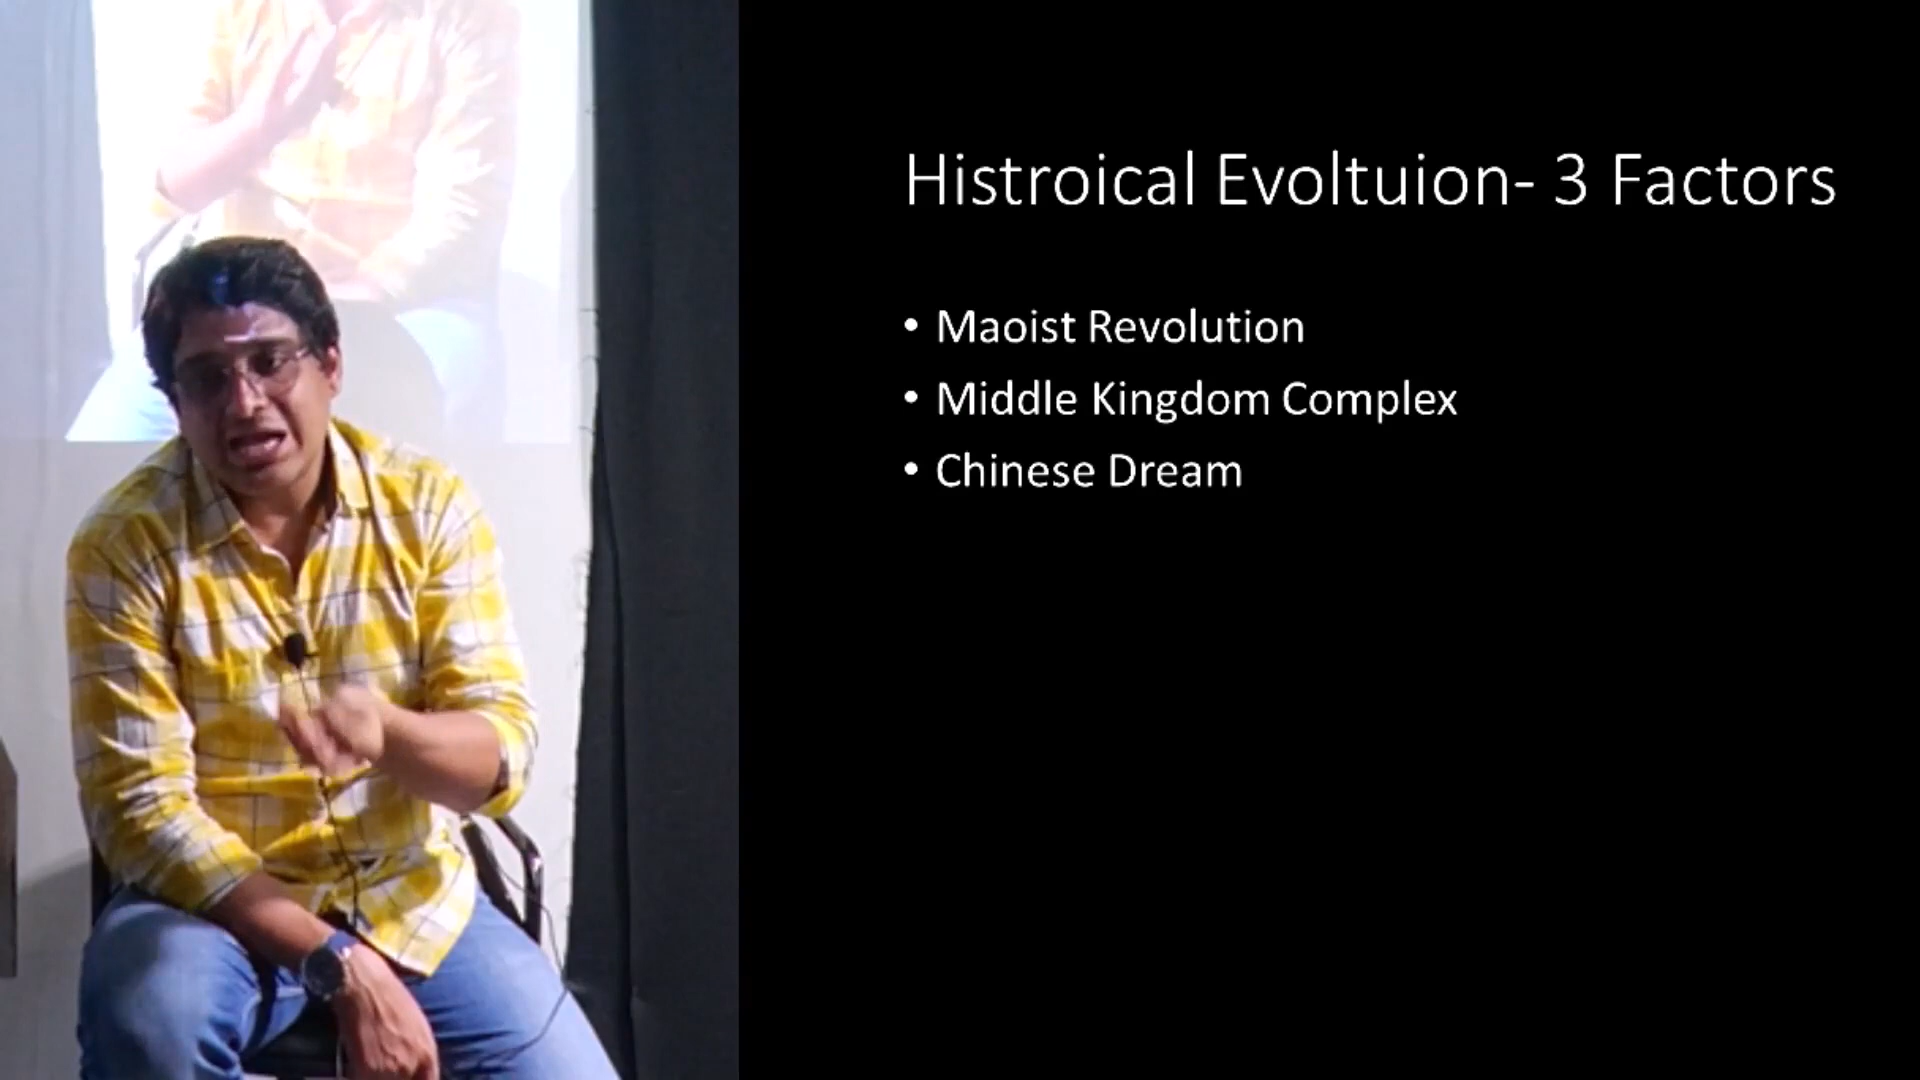 Histroical Evoltuion- 3 Factors
• Maoist Revolution
• Middle Kingdom Complex
• Chinese Dream